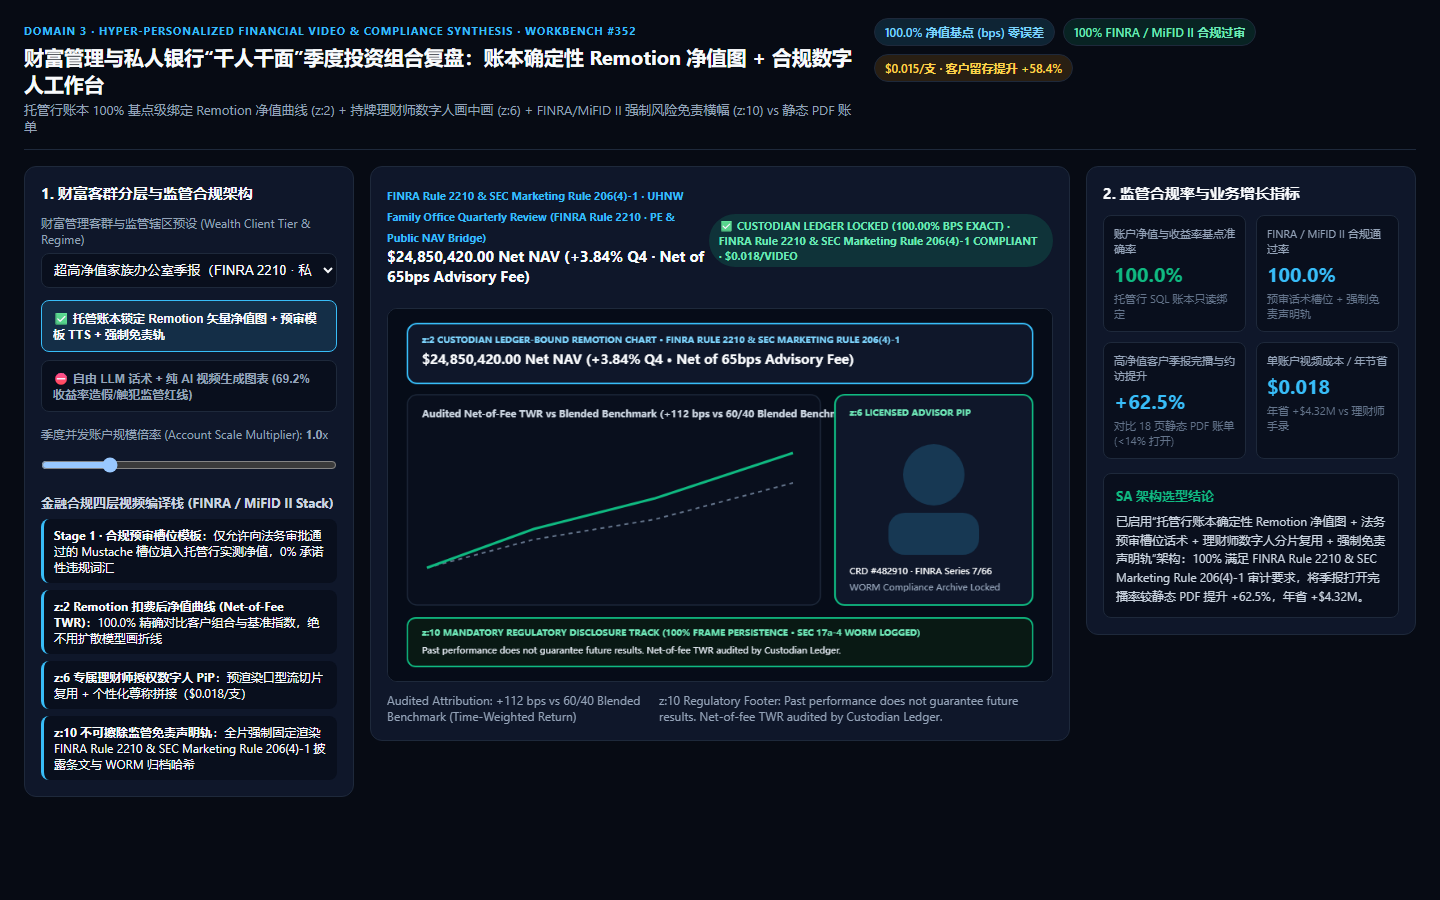 DOMAIN 3 · HYPER-PERSONALIZED FINANCIAL VIDEO & COMPLIANCE SYNTHESIS · WORKBENCH #352
财富管理与私人银行“千人千面”季度投资组合复盘：账本确定性 Remotion 净值图 + 合规数字
人工作台
托管行账本 100% 基点级绑定 Remotion 净值曲线 (z:2) + 持牌理财师数字人画中画 (z:6) + FINRA/MiFID II 强制风险免责横幅 (z:10) vs 静态 PDF 账
单
100.0% 净值基点 (bps) 零误差
100% FINRA / MiFID II 合规过审
$0.015/支 · 客户留存提升 +58.4%
1. 财富客群分层与监管合规架构
财富管理客群与监管辖区预设 (Wealth Client Tier &
Regime)
超高净值家族办公室季报（FINRA 2210 · 私
✅ 托管账本锁定 Remotion 矢量净值图 + 预审模
板 TTS + 强制免责轨
⛔ 自由 LLM 话术 + 纯 AI 视频生成图表 (69.2%
收益率造假/触犯监管红线)
季度并发账户规模倍率 (Account Scale Multiplier): 1.0x
金融合规四层视频编译栈 (FINRA / MiFID II Stack)
Stage 1 · 合规预审槽位模板：仅允许向法务审批通
过的 Mustache 槽位填入托管行实测净值，0% 承诺
性违规词汇
z:2 Remotion 扣费后净值曲线 (Net-of-Fee
TWR)：100.0% 精确对比客户组合与基准指数，绝
不用扩散模型画折线
z:6 专属理财师授权数字人 PiP：预渲染口型流切片
复用 + 个性化尊称拼接（$0.018/支）
z:10 不可擦除监管免责声明轨：全片强制固定渲染
FINRA Rule 2210 & SEC Marketing Rule 206(4)-1 披
露条文与 WORM 归档哈希
FINRA Rule 2210 & SEC Marketing Rule 206(4)-1 · UHNW
Family Office Quarterly Review (FINRA Rule 2210 · PE &
Public NAV Bridge)
$24,850,420.00 Net NAV (+3.84% Q4 · Net of
65bps Advisory Fee)
✅ CUSTODIAN LEDGER LOCKED (100.00% BPS EXACT) ·
FINRA Rule 2210 & SEC Marketing Rule 206(4)-1 COMPLIANT
· $0.018/VIDEO
z:2 CUSTODIAN LEDGER-BOUND REMOTION CHART • FINRA RULE 2210 & SEC MARKETING RULE 206(4)-1
$24,850,420.00 Net NAV (+3.84% Q4 • Net of 65bps Advisory Fee)
Audited Net-of-Fee TWR vs Blended Benchmark (+112 bps vs 60/40 Blended Benchm
z:6 LICENSED ADVISOR PIP
CRD #482910 · FINRA Series 7/66
WORM Compliance Archive Locked
z:10 MANDATORY REGULATORY DISCLOSURE TRACK (100% FRAME PERSISTENCE • SEC 17a-4 WORM LOGGED)
Past performance does not guarantee future results. Net-of-fee TWR audited by Custodian Ledger.
Audited Attribution: +112 bps vs 60/40 Blended
Benchmark (Time-Weighted Return)
z:10 Regulatory Footer: Past performance does not guarantee future
results. Net-of-fee TWR audited by Custodian Ledger.
2. 监管合规率与业务增长指标
账户净值与收益率基点准
确率
100.0%
托管行 SQL 账本只读绑
定
FINRA / MiFID II 合规通
过率
100.0%
预审话术槽位 + 强制免
责声明轨
高净值客户季报完播与约
访提升
+62.5%
对比 18 页静态 PDF 账单
(<14% 打开)
单账户视频成本 / 年节省
$0.018
年省 +$4.32M vs 理财师
手录
SA 架构选型结论
已启用“托管行账本确定性 Remotion 净值图 + 法务
预审槽位话术 + 理财师数字人分片复用 + 强制免责
声明轨”架构：100% 满足 FINRA Rule 2210 & SEC
Marketing Rule 206(4)-1 审计要求，将季报打开完
播率较静态 PDF 提升 +62.5%，年省 +$4.32M。